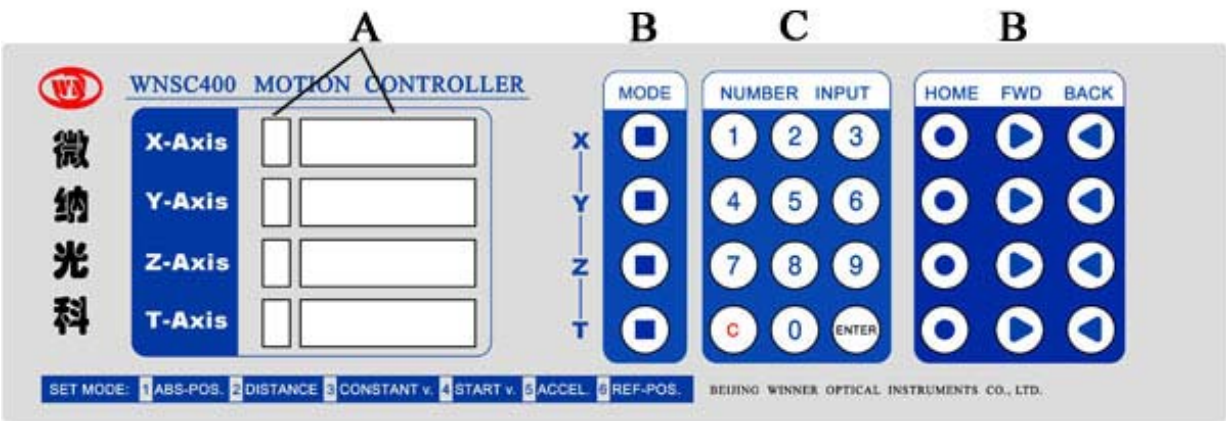 A B C B
WN WNSC400 MOTION CONTROLLER
MODE NUMBER INPUT HOME FWD BACK
微纳光科
X-Axis X 1 2 3
Y-Axis Y 4 5 6
Z-Axis Z 7 8 9
T-Axis T C 0 ENTER
SET MODE: 1 ABS-POS. 2 DISTANCE 3 CONSTANT v. 4 START v. 5 ACCEL. 6 REF-POS. BEIJING WINNER OPTICAL INSTRUMENTS CO., LTD.